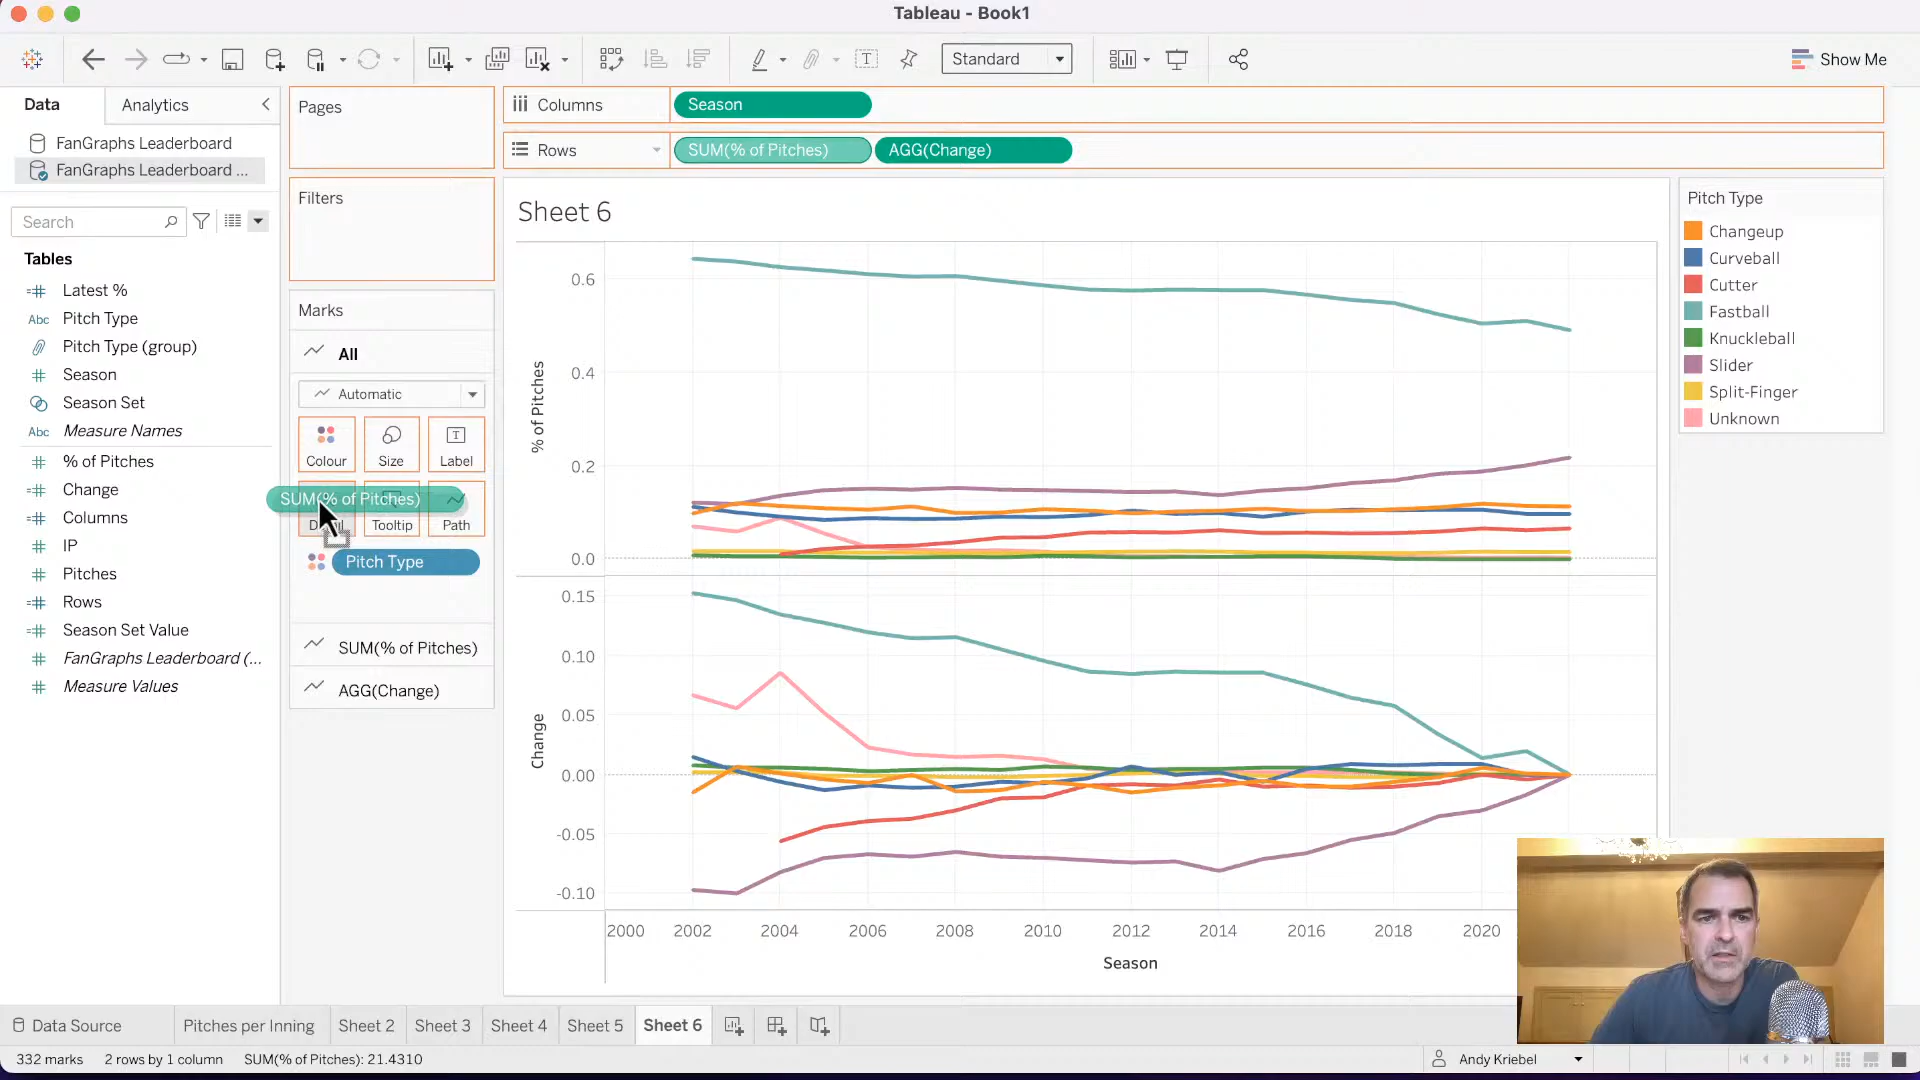 Tableau - Book1
Standard
Show Me
Data
Analytics
FanGraphs Leaderboard
FanGraphs Leaderboard ...
Search
Tables
Latest %
Abc
Pitch Type
Pitch Type (group)
Season
Season Set
Abc
Measure Names
% of Pitches
Change
Columns
IP
Pitches
Rows
Season Set Value
FanGraphs Leaderboard (...
Measure Values
Pages
Filters
Marks
All
Automatic
Colour
Size
Label
SUM(% of Pitches)
Tooltip
Path
Pitch Type
SUM(% of Pitches)
AGG(Change)
Columns
Season
Rows
SUM(% of Pitches)
AGG(Change)
Sheet 6
% of Pitches
0.6
0.4
0.2
0.0
Change
0.15
0.10
0.05
0.00
-0.05
-0.10
2000
2002
2004
2006
2008
2010
2012
2014
2016
2018
2020
Season
Pitch Type
Changeup
Curveball
Cutter
Fastball
Knuckleball
Slider
Split-Finger
Unknown
Data Source
Pitches per Inning
Sheet 2
Sheet 3
Sheet 4
Sheet 5
Sheet 6
332 marks
2 rows by 1 column
SUM(% of Pitches): 21.4310
Andy Kriebel